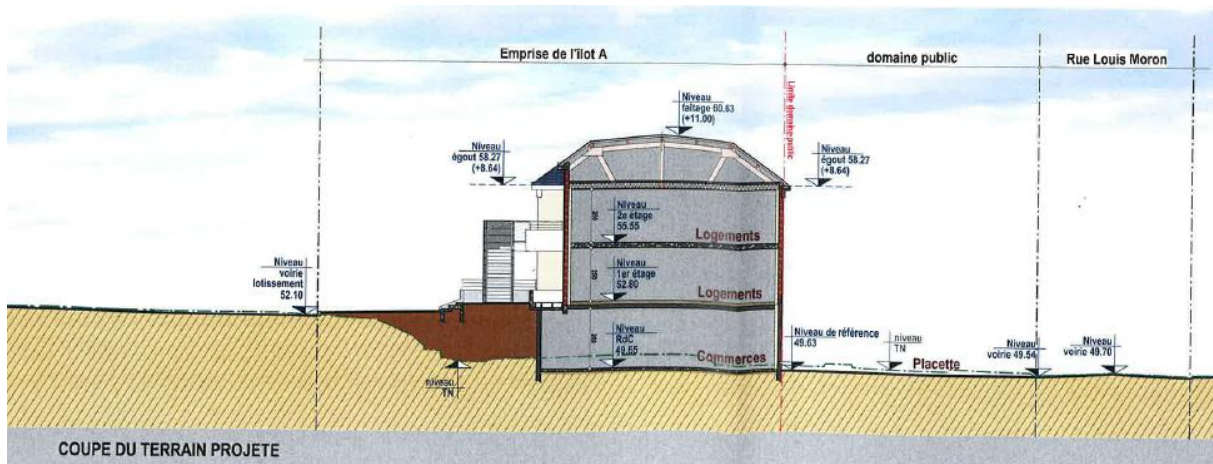 Emprise de l'îlot A
domaine public
Rue Louis Moron
Limite domaine public
Niveau
faîtage 60.63
(+11.00)
Niveau
égout 58.27
(+8.64)
Niveau
égout 58.27
(+8.64)
Niveau
2e étage
55.55
Logements
Niveau
voirie
lotissement
52.10
Niveau
1er étage
52.80
Logements
Niveau
RdC
49.65
Commerces
Niveau de référence
49.63
niveau
TN
Placette
Niveau
voirie 49.54
Niveau
voirie 49.70
niveau
TN
COUPE DU TERRAIN PROJETE